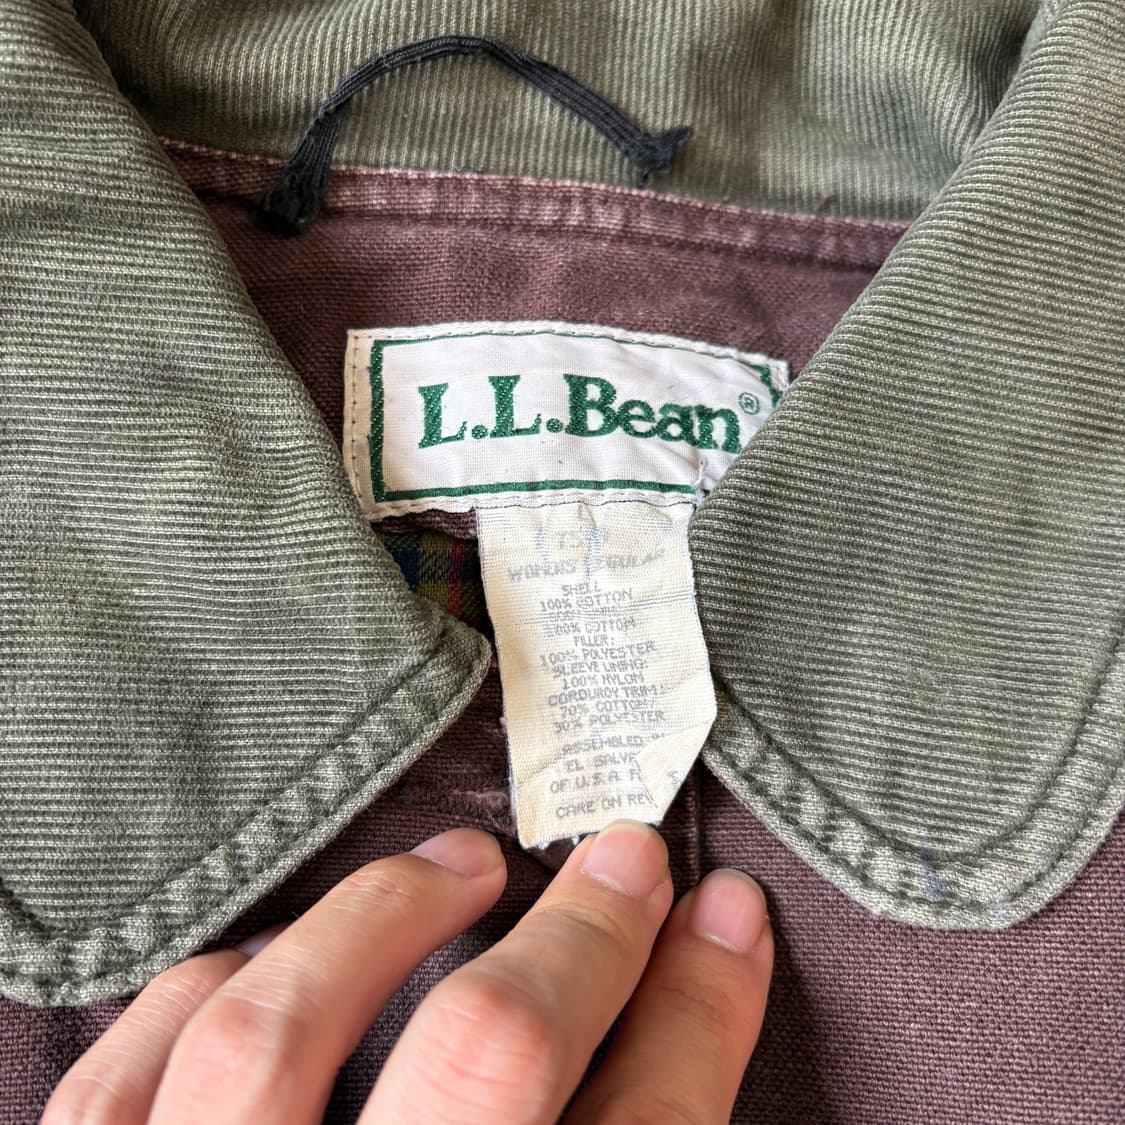 L.L.Bean®
WOMENS
SHELL
100% COTTON
100% COTTON
FILLER:
100% POLYESTER
SLEEVE LINING:
100% NYLON
CORDUROY TRIM:
70% COTTON/
30% POLYESTER
ASSEMBLED IN
EL SALV
OF U.S.A. F
CARE ON RE